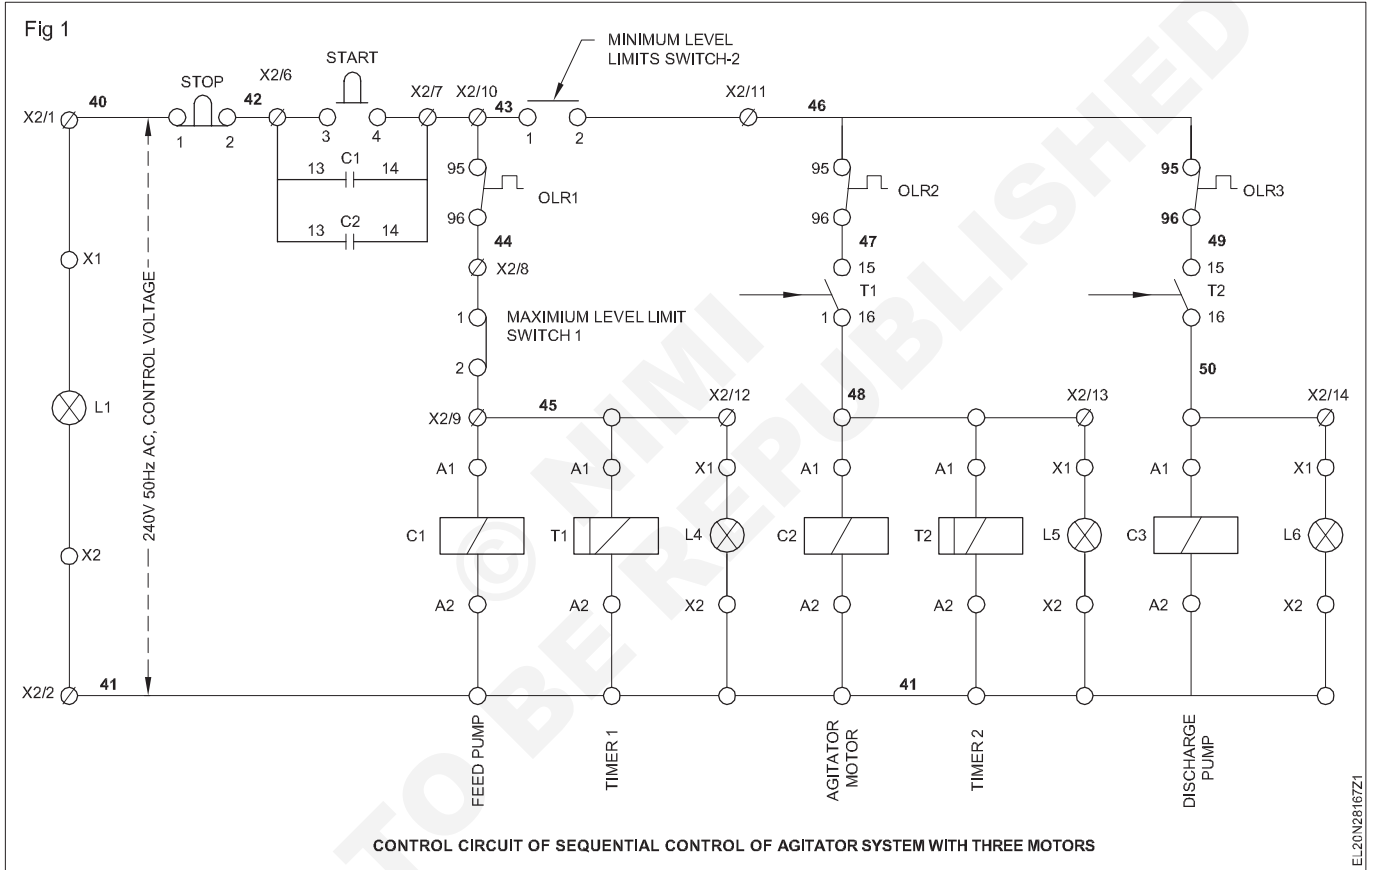 Fig 1
MINIMUM LEVEL
LIMITS SWITCH-2
START
STOP
X2/6
X2/7
X2/10
X2/11
X2/1
40
42
43
46
1
2
3
4
1
2
13
C1
14
13
C2
14
95
OLR1
96
44
X2/8
95
OLR2
96
47
15
T1
1
16
95
OLR3
96
49
15
T2
16
X1
240V 50Hz AC, CONTROL VOLTAGE
1
MAXIMIUM LEVEL LIMIT
SWITCH 1
2
50
L1
X2/9
45
X2/12
48
X2/13
X2/14
A1
A1
X1
A1
A1
X1
A1
X1
C1
T1
L4
C2
T2
L5
C3
L6
X2
A2
A2
X2
A2
A2
X2
A2
X2
X2/2
41
41
FEED PUMP
TIMER 1
AGITATOR
MOTOR
TIMER 2
DISCHARGE
PUMP
CONTROL CIRCUIT OF SEQUENTIAL CONTROL OF AGITATOR SYSTEM WITH THREE MOTORS
EL20N28167Z1
© NIMI
TO BE REPUBLISHED